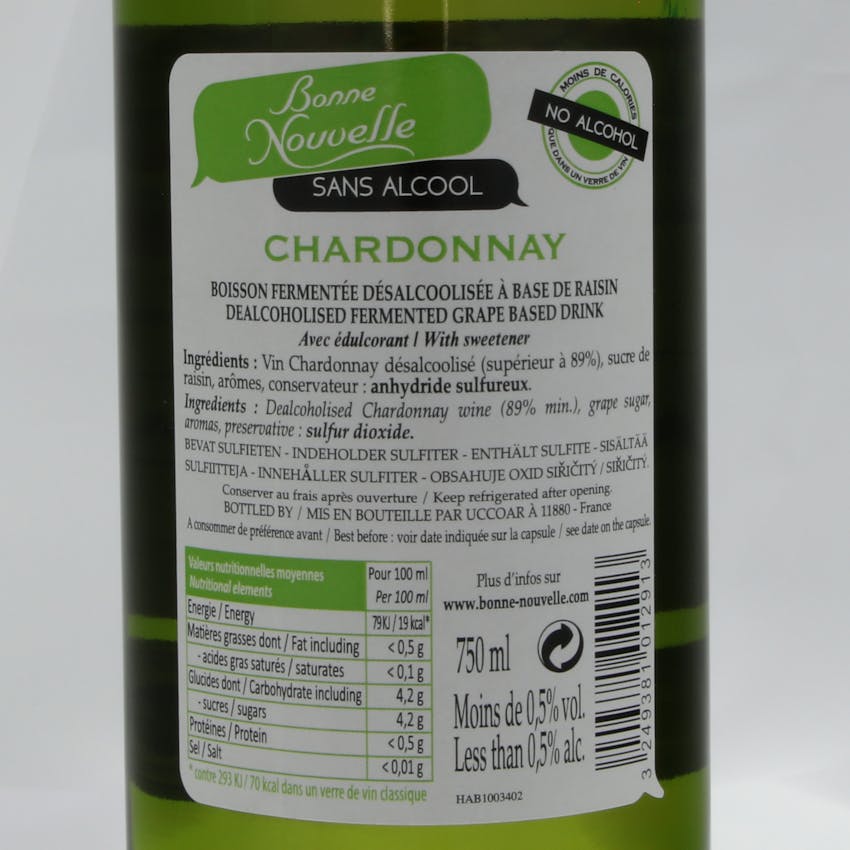 Bonne
Nouvelle
SANS ALCOOL
MOINS DE CALORIES
NO ALCOHOL
QUE DANS UN VERRE DE VIN
CHARDONNAY
BOISSON FERMENTÉE DÉSALCOOLISÉE À BASE DE RAISIN
DEALCOHOLISED FERMENTED GRAPE BASED DRINK
Avec édulcorant / With sweetener
Ingrédients : Vin Chardonnay désalcoolisé (supérieur à 89%), sucre de
raisin, arômes, conservateur : anhydride sulfureux.
Ingredients : Dealcoholised Chardonnay wine (89% min.), grape sugar,
aromas, preservative : sulfur dioxide.
BEVAT SULFIETEN - INDEHOLDER SULFITER - ENTHÄLT SULFITE - SISÄLTÄÄ
SULFIITTEJA - INNEHÅLLER SULFITER - OBSAHUJE OXID SIŘIČITÝ / SIŘIČITÝ.
Conserver au frais après ouverture / Keep refrigerated after opening.
BOTTLED BY / MIS EN BOUTEILLE PAR UCCOAR À 11880 - France
A consommer de préférence avant / Best before : voir date indiquée sur la capsule / see date on the capsule.
Valeurs nutritionnelles moyennes
Nutritional elements
Pour 100 ml
Per 100 ml
Energie / Energy 79KJ / 19 kcal*
Matières grasses dont / Fat including <0,5 g
- acides gras saturés / saturates <0,1 g
Glucides dont / Carbohydrate including 4,2 g
- sucres / sugars 4,2 g
Protéines / Protein <0,5 g
Sel / Salt <0,01 g
* contre 293 KJ / 70 kcal dans un verre de vin classique
Plus d'infos sur
www.bonne-nouvelle.com
750 ml
Moins de 0,5% vol.
Less than 0,5% alc.
HAB1003402
3 249381 012913